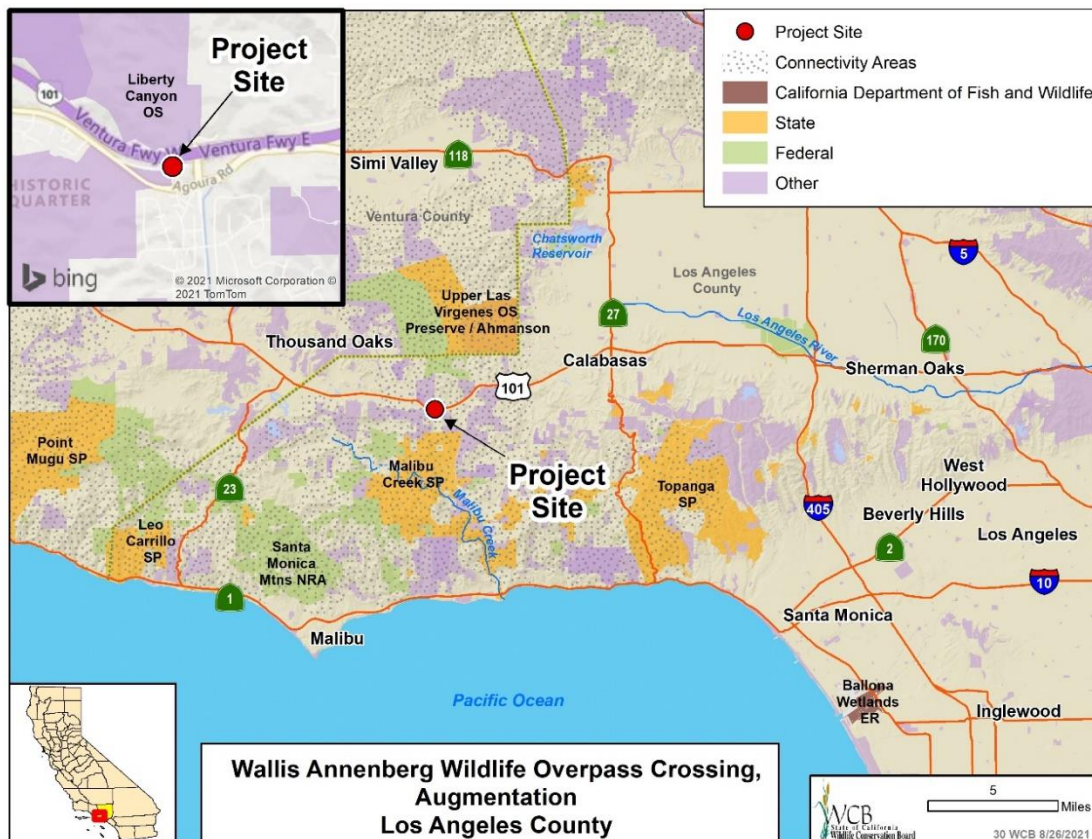 Project
Site
Liberty
Canyon
OS
101
Ventura Fwy W
Ventura Fwy E
Agoura Rd
HISTORIC
QUARTER
bing
© 2021 Microsoft Corporation ©
2021 TomTom
Project Site
Connectivity Areas
California Department of Fish and Wildlife
State
Federal
Other
Simi Valley
118
Ventura County
Chatsworth
Reservoir
Los Angeles
County
5
Upper Las
Virgenes OS
Preserve / Ahmanson
27
Los Angeles River
170
Thousand Oaks
Calabasas
Sherman Oaks
101
Point
Mugu SP
Malibu
Creek SP
Project
Site
Malibu Creek
23
Topanga
SP
405
West
Hollywood
Beverly Hills
Los Angeles
2
Leo
Carrillo
SP
Santa
Monica
Mtns NRA
1
10
Malibu
Santa Monica
Pacific Ocean
Ballona
Wetlands
ER
Inglewood
Wallis Annenberg Wildlife Overpass Crossing,
Augmentation
Los Angeles County
5
Miles
WCB
State of California
Wildlife Conservation Board
30 WCB 8/26/2021